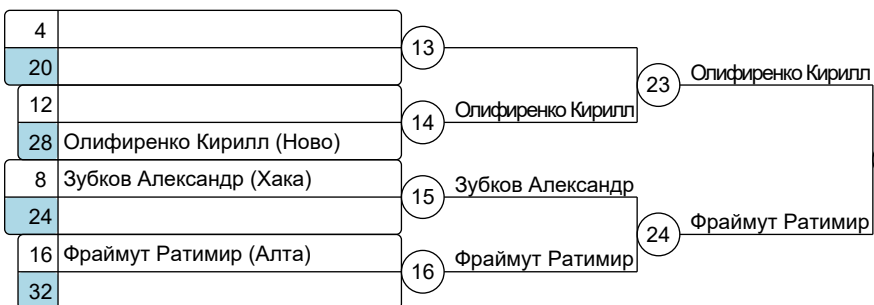 4
20
13
12
28 Олифиренко Кирилл (Ново)
14 Олифиренко Кирилл
23 Олифиренко Кирилл
8 Зубков Александр (Хака)
24
15 Зубков Александр
16 Фраймут Ратимир (Алта)
32
16 Фраймут Ратимир
24 Фраймут Ратимир